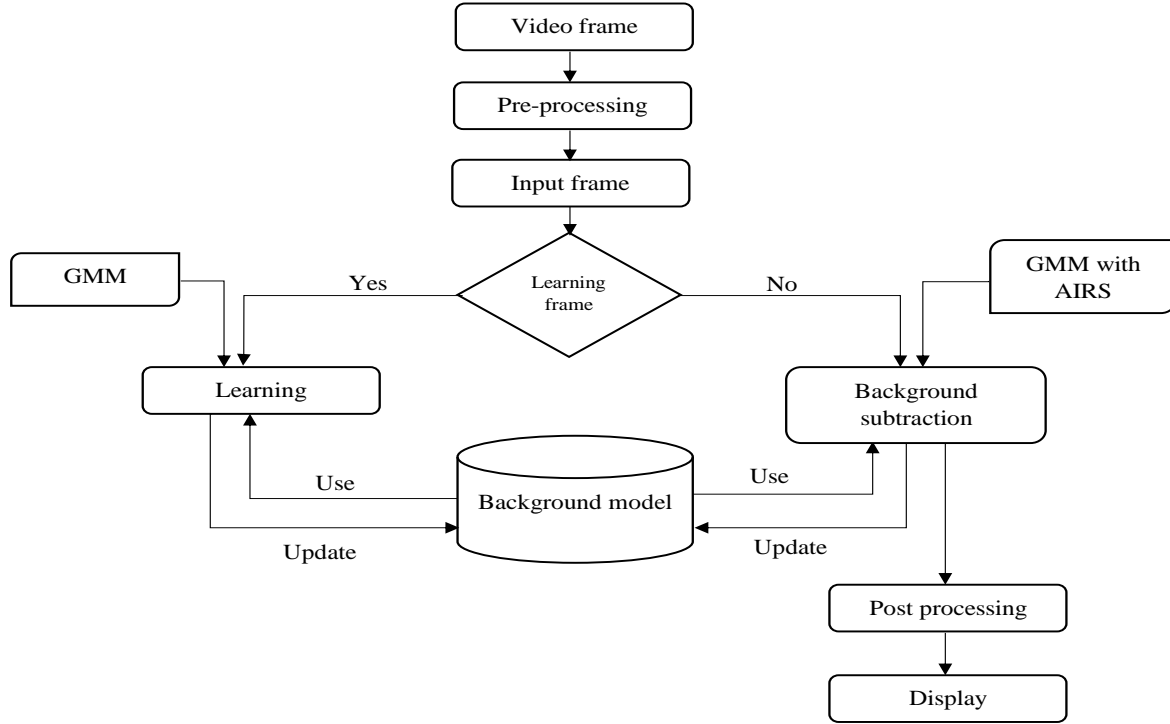 Video frame
Pre-processing
Input frame
GMM
Yes
Learning
frame
No
GMM with
AIRS
Learning
Background
subtraction
Use
Background model
Use
Update
Update
Post processing
Display